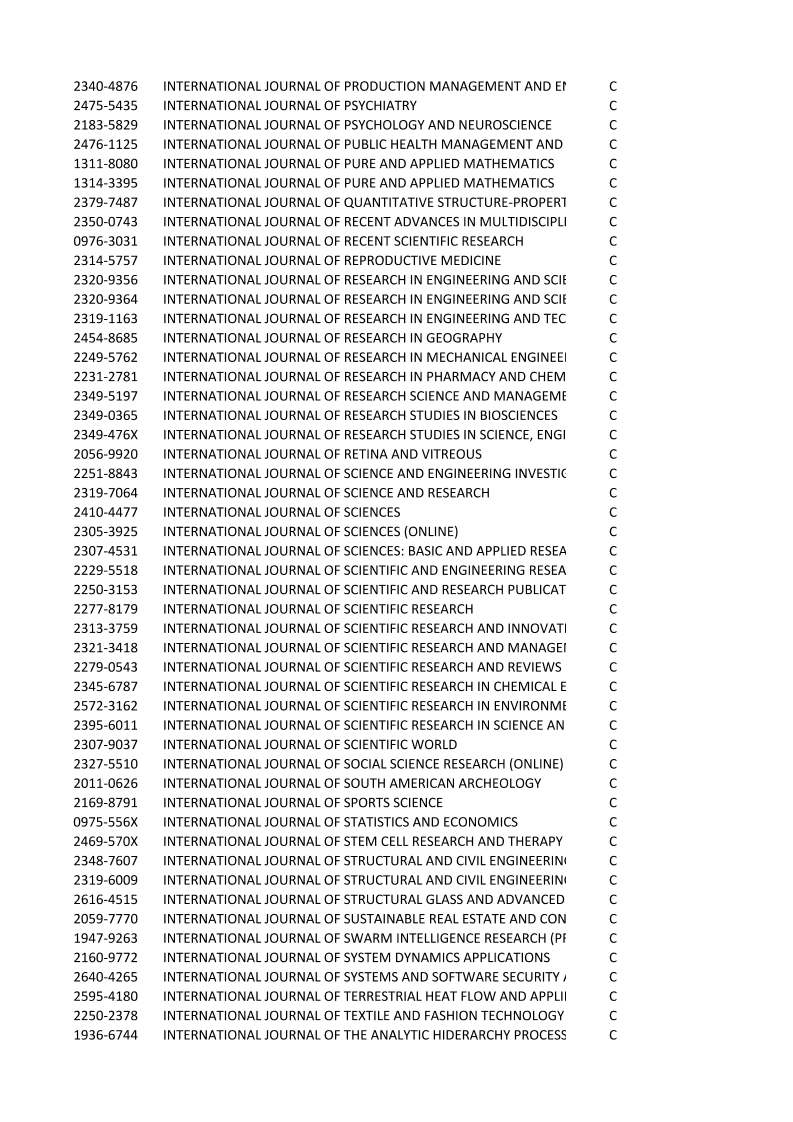 2340-4876 INTERNATIONAL JOURNAL OF PRODUCTION MANAGEMENT AND C
2475-5435 INTERNATIONAL JOURNAL OF PSYCHIATRY C
2183-5829 INTERNATIONAL JOURNAL OF PSYCHOLOGY AND NEUROSCIENCE C
2476-1125 INTERNATIONAL JOURNAL OF PUBLIC HEALTH MANAGEMENT AND C
1311-8080 INTERNATIONAL JOURNAL OF PURE AND APPLIED MATHEMATICS C
1314-3395 INTERNATIONAL JOURNAL OF PURE AND APPLIED MATHEMATICS C
2379-7487 INTERNATIONAL JOURNAL OF QUANTITATIVE STRUCTURE-PROPERT C
2350-0743 INTERNATIONAL JOURNAL OF RECENT ADVANCES IN MULTIDISCIPLI C
0976-3031 INTERNATIONAL JOURNAL OF RECENT SCIENTIFIC RESEARCH C
2314-5757 INTERNATIONAL JOURNAL OF REPRODUCTIVE MEDICINE C
2320-9356 INTERNATIONAL JOURNAL OF RESEARCH IN ENGINEERING AND SCIE C
2320-9364 INTERNATIONAL JOURNAL OF RESEARCH IN ENGINEERING AND SCIE C
2319-1163 INTERNATIONAL JOURNAL OF RESEARCH IN ENGINEERING AND TEC C
2454-8685 INTERNATIONAL JOURNAL OF RESEARCH IN GEOGRAPHY C
2249-5762 INTERNATIONAL JOURNAL OF RESEARCH IN MECHANICAL ENGINEE C
2231-2781 INTERNATIONAL JOURNAL OF RESEARCH IN PHARMACY AND CHEM C
2349-5197 INTERNATIONAL JOURNAL OF RESEARCH SCIENCE AND MANAGEME C
2349-0365 INTERNATIONAL JOURNAL OF RESEARCH STUDIES IN BIOSCIENCES C
2349-476X INTERNATIONAL JOURNAL OF RESEARCH STUDIES IN SCIENCE, ENGI C
2056-9920 INTERNATIONAL JOURNAL OF RETINA AND VITREOUS C
2251-8843 INTERNATIONAL JOURNAL OF SCIENCE AND ENGINEERING INVESTIG C
2319-7064 INTERNATIONAL JOURNAL OF SCIENCE AND RESEARCH C
2410-4477 INTERNATIONAL JOURNAL OF SCIENCES C
2305-3925 INTERNATIONAL JOURNAL OF SCIENCES (ONLINE) C
2307-4531 INTERNATIONAL JOURNAL OF SCIENCES: BASIC AND APPLIED RESEA C
2229-5518 INTERNATIONAL JOURNAL OF SCIENTIFIC AND ENGINEERING RESEA C
2250-3153 INTERNATIONAL JOURNAL OF SCIENTIFIC AND RESEARCH PUBLICAT C
2277-8179 INTERNATIONAL JOURNAL OF SCIENTIFIC RESEARCH C
2313-3759 INTERNATIONAL JOURNAL OF SCIENTIFIC RESEARCH AND INNOVATI C
2321-3418 INTERNATIONAL JOURNAL OF SCIENTIFIC RESEARCH AND MANAGE C
2279-0543 INTERNATIONAL JOURNAL OF SCIENTIFIC RESEARCH AND REVIEWS C
2345-6787 INTERNATIONAL JOURNAL OF SCIENTIFIC RESEARCH IN CHEMICAL E C
2572-3162 INTERNATIONAL JOURNAL OF SCIENTIFIC RESEARCH IN ENVIRONME C
2395-6011 INTERNATIONAL JOURNAL OF SCIENTIFIC RESEARCH IN SCIENCE AN C
2307-9037 INTERNATIONAL JOURNAL OF SCIENTIFIC WORLD C
2327-5510 INTERNATIONAL JOURNAL OF SOCIAL SCIENCE RESEARCH (ONLINE) C
2011-0626 INTERNATIONAL JOURNAL OF SOUTH AMERICAN ARCHEOLOGY C
2169-8791 INTERNATIONAL JOURNAL OF SPORTS SCIENCE C
0975-556X INTERNATIONAL JOURNAL OF STATISTICS AND ECONOMICS C
2469-570X INTERNATIONAL JOURNAL OF STEM CELL RESEARCH AND THERAPY C
2348-7607 INTERNATIONAL JOURNAL OF STRUCTURAL AND CIVIL ENGINEERING C
2319-6009 INTERNATIONAL JOURNAL OF STRUCTURAL AND CIVIL ENGINEERING C
2616-4515 INTERNATIONAL JOURNAL OF STRUCTURAL GLASS AND ADVANCED C
2059-7770 INTERNATIONAL JOURNAL OF SUSTAINABLE REAL ESTATE AND CON C
1947-9263 INTERNATIONAL JOURNAL OF SWARM INTELLIGENCE RESEARCH C
2160-9772 INTERNATIONAL JOURNAL OF SYSTEM DYNAMICS APPLICATIONS C
2640-4265 INTERNATIONAL JOURNAL OF SYSTEMS AND SOFTWARE SECURITY C
2595-4180 INTERNATIONAL JOURNAL OF TERRESTRIAL HEAT FLOW AND APPLI C
2250-2378 INTERNATIONAL JOURNAL OF TEXTILE AND FASHION TECHNOLOGY C
1936-6744 INTERNATIONAL JOURNAL OF THE ANALYTIC HIDERARCHY PROCESS C